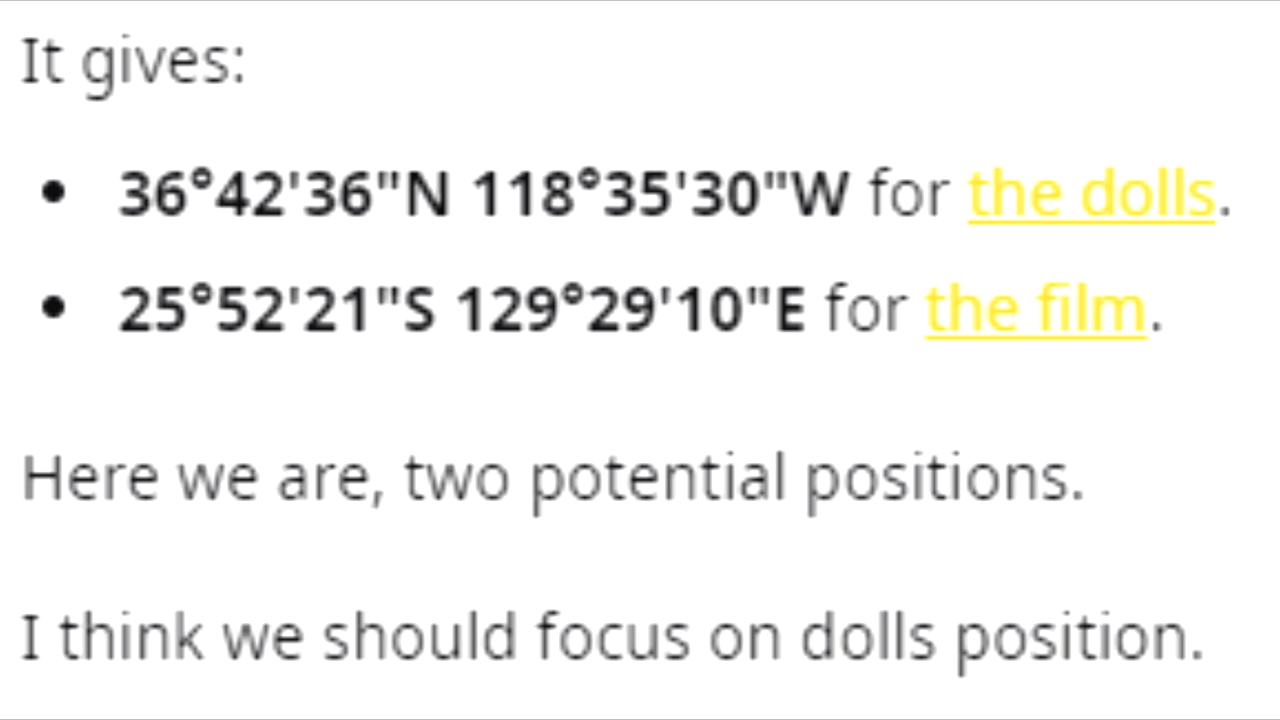 It gives:
• 36°42'36"N 118°35'30"W for the dolls.
• 25°52'21"S 129°29'10"E for the film.
Here we are, two potential positions.
I think we should focus on dolls position.